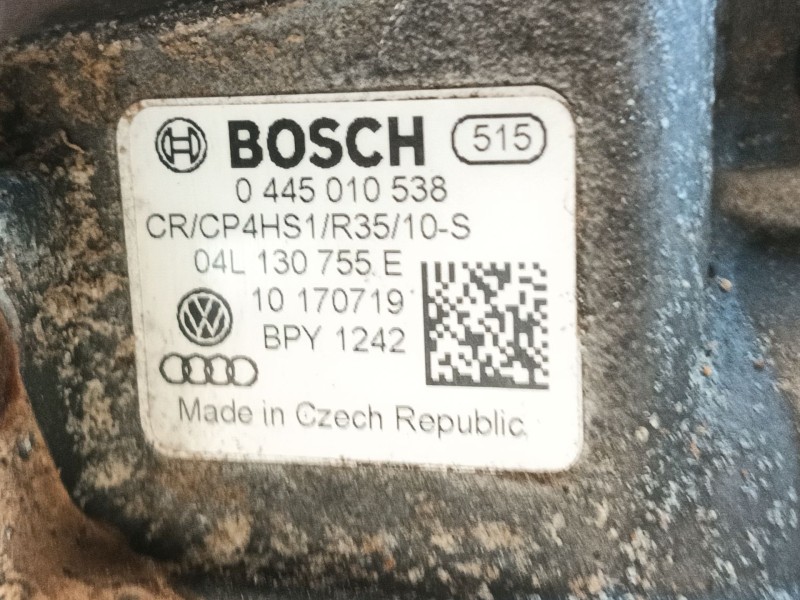 BOSCH 515
0 445 010 538
CR/CP4HS1/R35/10-S
04L 130 755 E
10 170719
BPY 1242
Made in Czech Republic